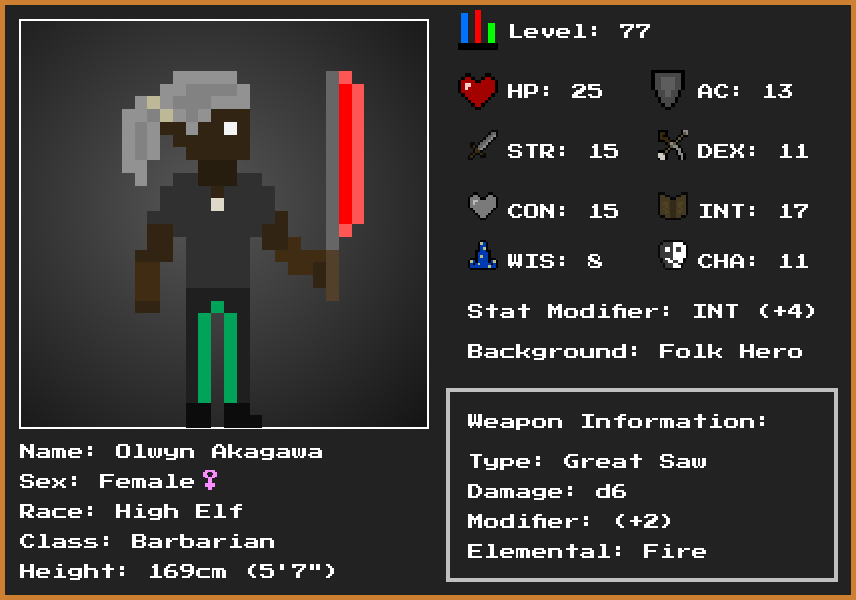 Level: 77
HP: 25
AC: 13
STR: 15
DEX: 11
CON: 15
INT: 17
WIS: 8
CHA: 11
Stat Modifier: INT (+4)
Background: Folk Hero
Weapon Information:
Type: Great Saw
Damage: d6
Modifier: (+2)
Elemental: Fire
Name: Olwyn Akagawa
Sex: Female♀
Race: High Elf
Class: Barbarian
Height: 169cm (5'7")